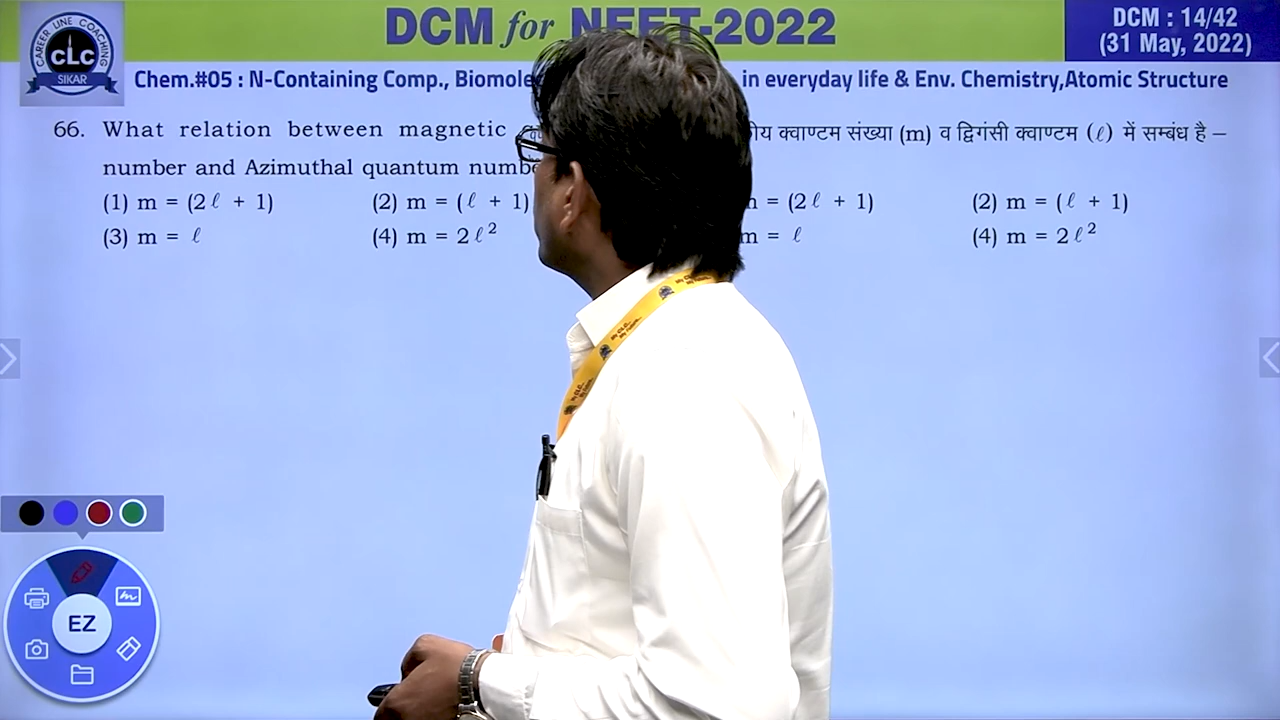 DCM for NEET-2022
DCM : 14/42
(31 May, 2022)
CAREER LINE COACHING
CLC
SIKAR
Chem.#05 : N-Containing Comp., in everyday life & Env. Chemistry,Atomic Structure
66. What relation between magnetic
number and Azimuthal quantum
(1) m = (2ℓ + 1) (2) m = (ℓ + 1)
(3) m = ℓ (4) m = 2ℓ²
क्वाण्टम संख्या (m) व द्विगंसी क्वाण्टम (ℓ) में सम्बंध है –
= (2ℓ + 1) (2) m = (ℓ + 1)
m = ℓ (4) m = 2ℓ²
EZ